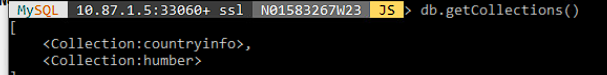 MySQL 10.87.1.5:33060+ ssl N01583267W23 JS > db.getCollections()
[
<Collection:countryinfo>,
<Collection:humber>